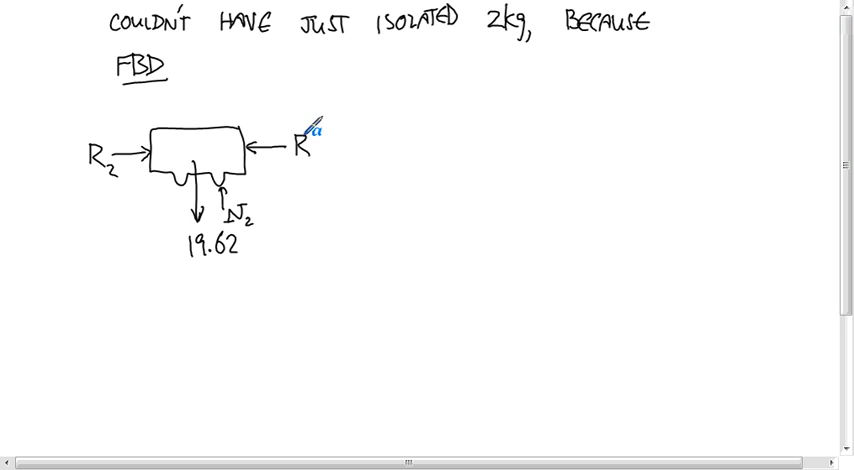 COULDN'T HAVE JUST ISOLATED 2kg, BECAUSE
FBD
R2
R
a
N2
19.62